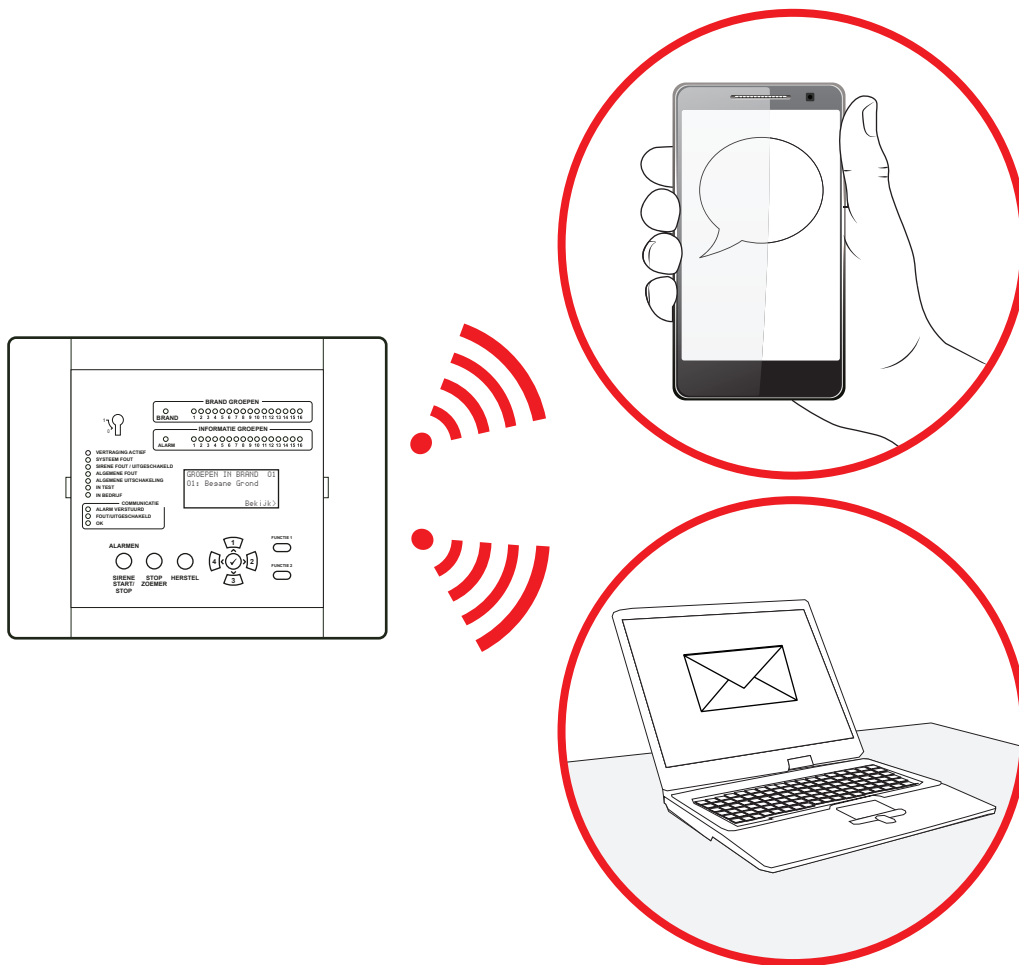 BRAND GROEPEN
BRAND
1 2 3 4 5 6 7 8 9 10 11 12 13 14 15 16
INFORMATIE GROEPEN
ALARM
1 2 3 4 5 6 7 8 9 10 11 12 13 14 15 16
1
0
VERTRAGING ACTIEF
SYSTEEM FOUT
SIRENE FOUT / UITGESCHAKELD
ALGEMENE FOUT
ALGEMENE UITSCHAKELING
IN TEST
IN BEDRIJF
COMMUNICATIE
ALARM VERSTUURD
FOUT/UITGESCHAKELD
OK
GROEPEN IN BRAND 01
01: Begane Grond
Bekijk>
ALARMEN
SIRENE
START/
STOP
STOP
ZOEMER
HERSTEL
1
4
2
3
FUNCTIE 1
FUNCTIE 2